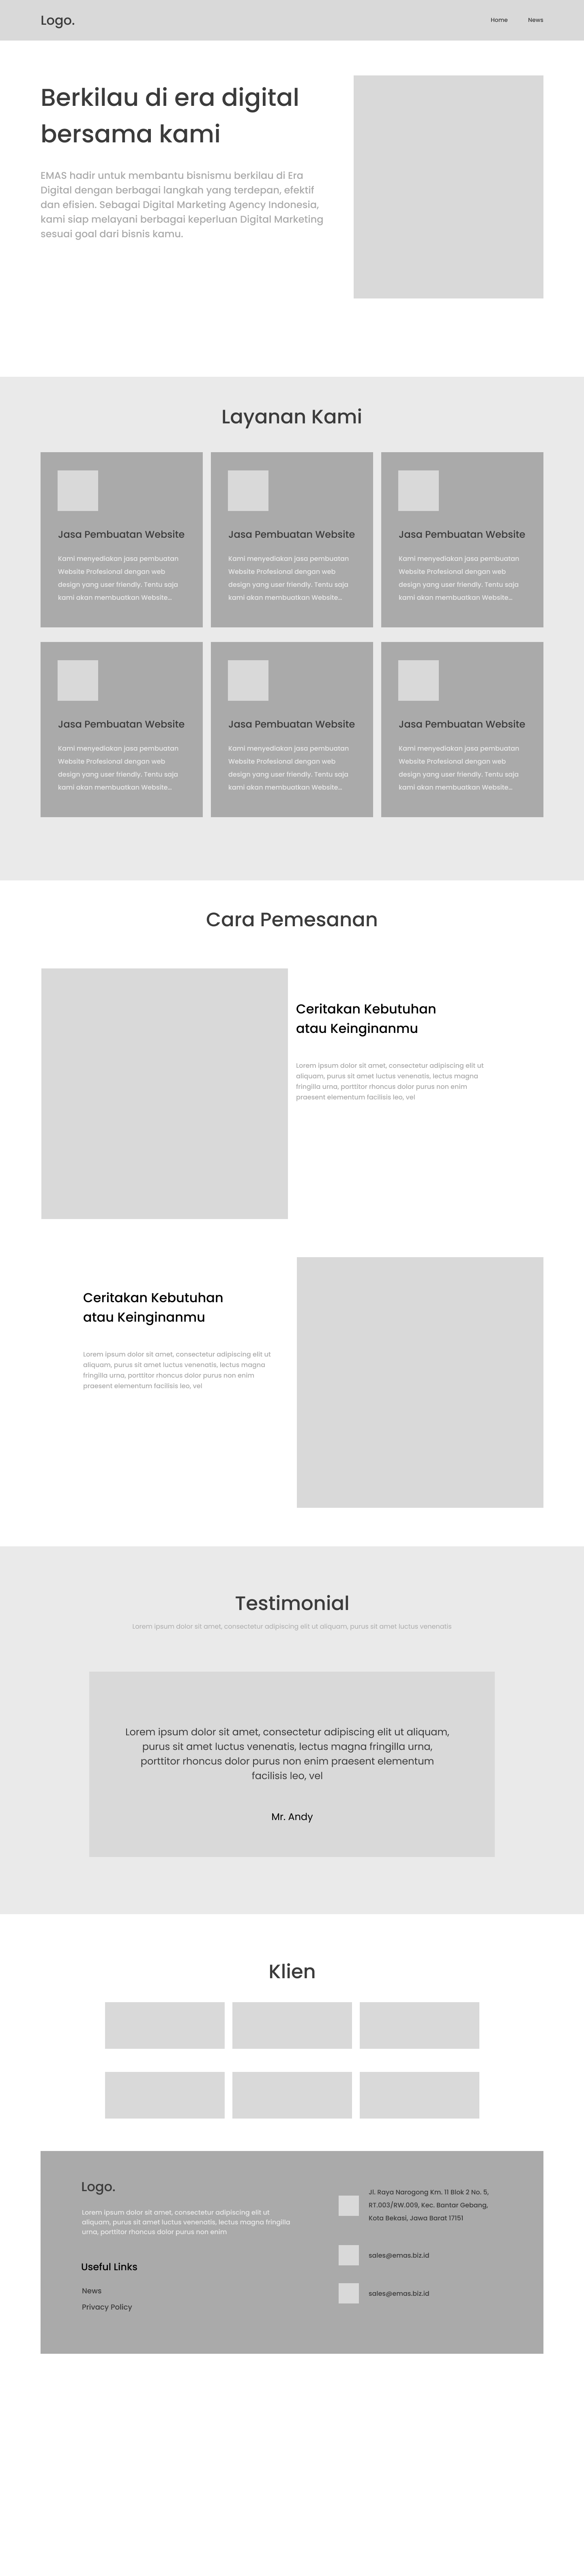 Logo.
Home
News
Berkilau di era digital
bersama kami
EMAS hadir untuk membantu bisnismu berkilau di Era
Digital dengan berbagai langkah yang terdepan, efektif
dan efisien. Sebagai Digital Marketing Agency Indonesia,
kami siap melayani berbagai keperluan Digital Marketing
sesuai goal dari bisnis kamu.
Layanan Kami
Jasa Pembuatan Website
Kami menyediakan jasa pembuatan
Website Profesional dengan web
design yang user friendly. Tentu saja
kami akan membuatkan Website...
Jasa Pembuatan Website
Kami menyediakan jasa pembuatan
Website Profesional dengan web
design yang user friendly. Tentu saja
kami akan membuatkan Website...
Jasa Pembuatan Website
Kami menyediakan jasa pembuatan
Website Profesional dengan web
design yang user friendly. Tentu saja
kami akan membuatkan Website...
Jasa Pembuatan Website
Kami menyediakan jasa pembuatan
Website Profesional dengan web
design yang user friendly. Tentu saja
kami akan membuatkan Website...
Jasa Pembuatan Website
Kami menyediakan jasa pembuatan
Website Profesional dengan web
design yang user friendly. Tentu saja
kami akan membuatkan Website...
Jasa Pembuatan Website
Kami menyediakan jasa pembuatan
Website Profesional dengan web
design yang user friendly. Tentu saja
kami akan membuatkan Website...
Cara Pemesanan
Ceritakan Kebutuhan
atau Keinginanmu
Lorem ipsum dolor sit amet, consectetur adipiscing elit ut
aliquam, purus sit amet luctus venenatis, lectus magna
fringilla urna, porttitor rhoncus dolor purus non enim
praesent elementum facilisis leo, vel
Ceritakan Kebutuhan
atau Keinginanmu
Lorem ipsum dolor sit amet, consectetur adipiscing elit ut
aliquam, purus sit amet luctus venenatis, lectus magna
fringilla urna, porttitor rhoncus dolor purus non enim
praesent elementum facilisis leo, vel
Testimonial
Lorem ipsum dolor sit amet, consectetur adipiscing elit ut aliquam, purus sit amet luctus venenatis
Lorem ipsum dolor sit amet, consectetur adipiscing elit ut aliquam,
purus sit amet luctus venenatis, lectus magna fringilla urna,
porttitor rhoncus dolor purus non enim praesent elementum
facilisis leo, vel
Mr. Andy
Klien
Logo.
Lorem ipsum dolor sit amet, consectetur adipiscing elit ut
aliquam, purus sit amet luctus venenatis, lectus magna fringilla
urna, porttitor rhoncus dolor purus non enim
Useful Links
News
Privacy Policy
Jl. Raya Narogong Km. 11 Blok 2 No. 5,
RT.003/RW.009, Kec. Bantar Gebang,
Kota Bekasi, Jawa Barat 17151
sales@emas.biz.id
sales@emas.biz.id